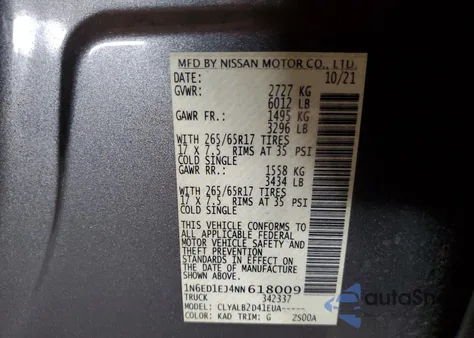 MFD BY NISSAN MOTOR CO., LTD.
DATE: 10/21
GVWR: 2727 KG
6012 LB
GAWR FR.: 1495 KG
3296 LB
WITH 265/65R17 TIRES
17 X 7.5 RIMS AT 35 PSI
COLD SINGLE
GAWR RR.: 1558 KG
3434 LB
WITH 265/65R17 TIRES
17 X 7.5 RIMS AT 35 PSI
COLD SINGLE
THIS VEHICLE CONFORMS TO
ALL APPLICABLE FEDERAL
MOTOR VEHICLE SAFETY AND
THEFT PREVENTION
STANDARDS IN EFFECT ON
THE DATE OF MANUFACTURE
SHOWN ABOVE.
1N6ED1EJ4NN618009
TRUCK 342337
MODEL: CLYALB2D41EUA-----
COLOR: KAD TRIM: G 2S00A